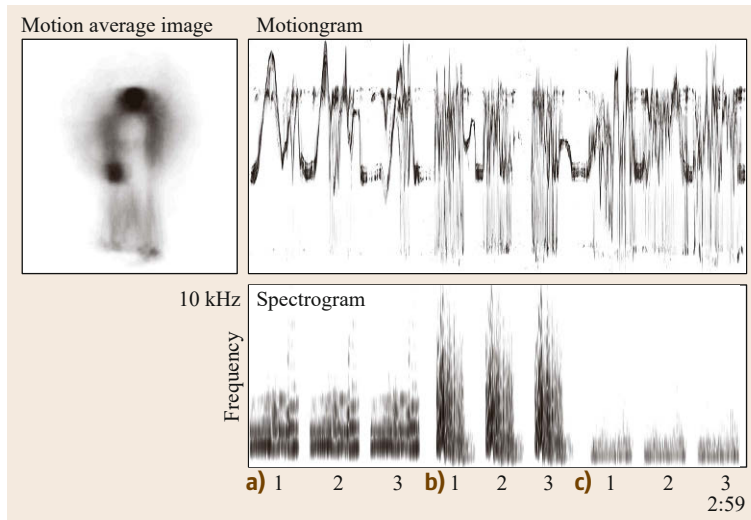 Motion average image
Motiongram
10 kHz
Spectrogram
Frequency
a) 1 2 3 b) 1 2 3 c) 1 2 3
2:59